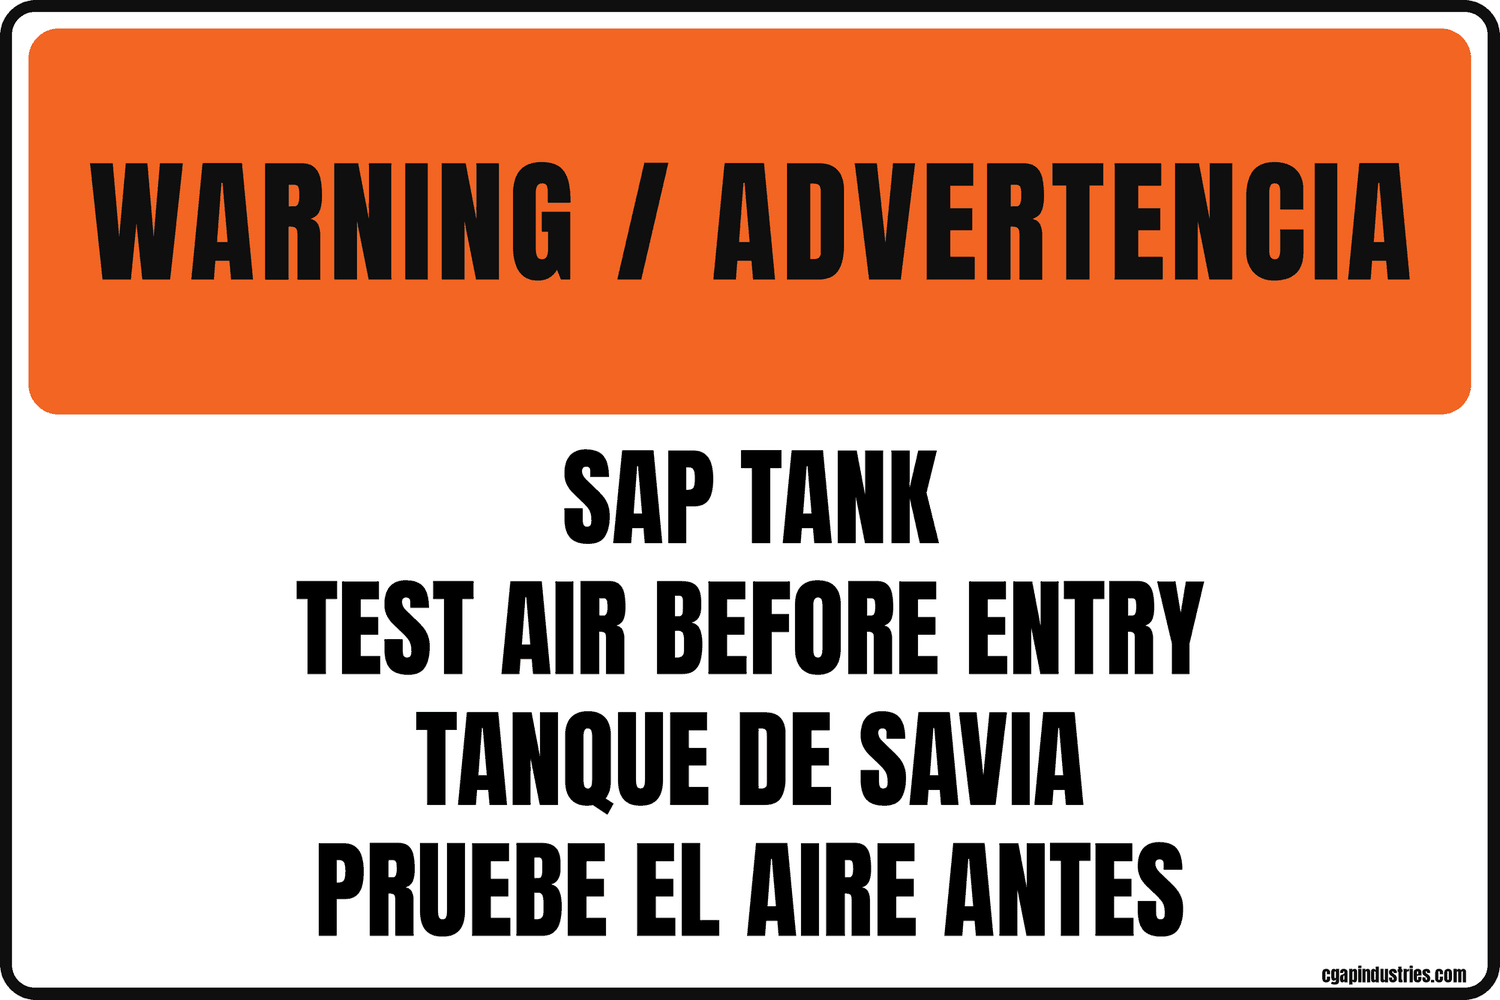 WARNING / ADVERTENCIA
SAP TANK
TEST AIR BEFORE ENTRY
TANQUE DE SAVIA
PRUEBE EL AIRE ANTES
cgapindustries.com